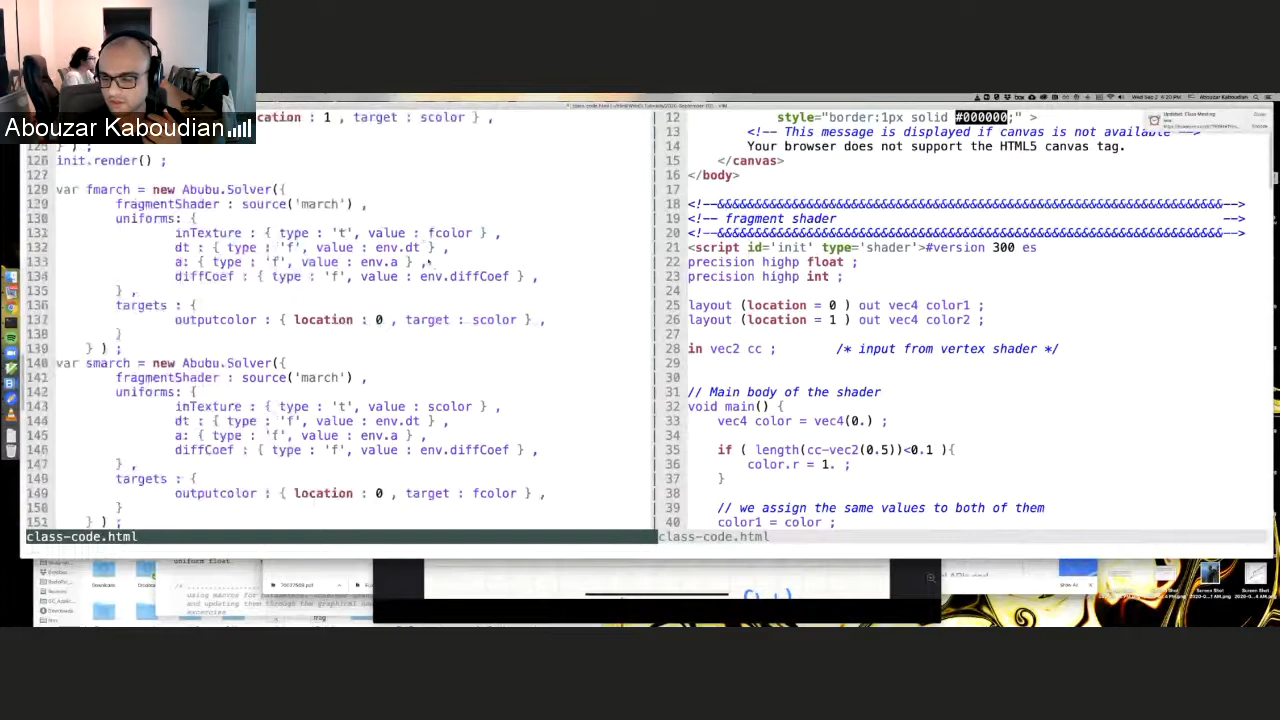 Abouzar Kaboudian
ocation : 1 , target : scolor } ,
125 } ) ;
126 init.render() ;
127
129 var fmarch = new Abubu.Solver({
129 fragmentShader : source('march') ,
130 uniforms: {
131 inTexture : { type : 't', value : fcolor } ,
132 dt : { type : 'f', value : env.dt } ,
133 a: { type : 'f', value : env.a } ,
134 diffCoef : { type : 'f', value : env.diffCoef } ,
135 } ,
136 targets : {
137 outputcolor : { location : 0 , target : scolor } ,
138 }
139 } ) ;
140 var smarch = new Abubu.Solver({
141 fragmentShader : source('march') ,
142 uniforms: {
143 inTexture : { type : 't', value : scolor } ,
144 dt : { type : 'f', value : env.dt } ,
145 a: { type : 'f', value : env.a } ,
146 diffCoef : { type : 'f', value : env.diffCoef } ,
147 } ,
148 targets : {
149 outputcolor : { location : 0 , target : fcolor } ,
150 }
151 } ) ;
class-code.html
12 style="border:1px solid #000000;" >
13 <!-- This message is displayed if canvas is not available -->
14 Your browser does not support the HTML5 canvas tag.
15 </canvas>
16 </body>
17
18 <!--&&&&&&&&&&&&&&&&&&&&&&&&&&&&&&&&&&&&&&&&&&&&&&&&&&&&&&&&&&&&&&&&&&&&-->
19 <!-- fragment shader -->
20 <!--&&&&&&&&&&&&&&&&&&&&&&&&&&&&&&&&&&&&&&&&&&&&&&&&&&&&&&&&&&&&&&&&&&&&-->
21 <script id='init' type='shader'>#version 300 es
22 precision highp float ;
23 precision highp int ;
24
25 layout (location = 0 ) out vec4 color1 ;
26 layout (location = 1 ) out vec4 color2 ;
27
28 in vec2 cc ; /* input from vertex shader */
29
30
31 // Main body of the shader
32 void main() {
33 vec4 color = vec4(0.) ;
34
35 if ( length(cc-vec2(0.5))<0.1 ){
36 color.r = 1. ;
37 }
38
39 // we assign the same values to both of them
40 color1 = color ;
class-code.html
uniform float